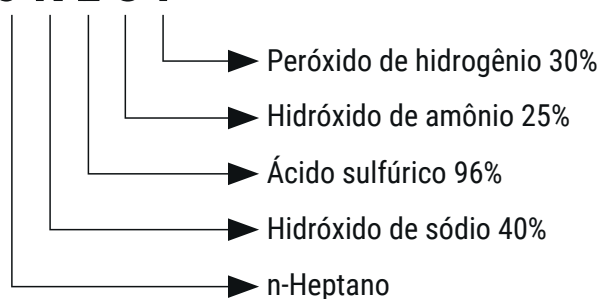 Peróxido de hidrogênio 30%
Hidróxido de amônio 25%
Ácido sulfúrico 96%
Hidróxido de sódio 40%
n-Heptano